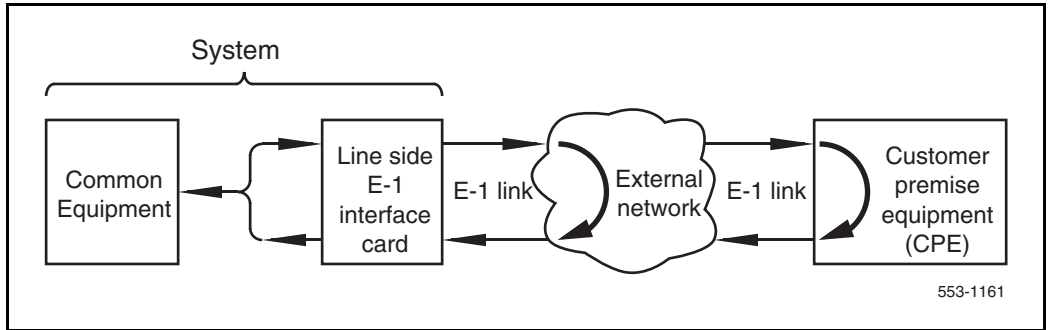 System
Common
Equipment
Line side
E-1
interface
card
E-1 link
External
network
E-1 link
Customer
premise
equipment
(CPE)
553-1161